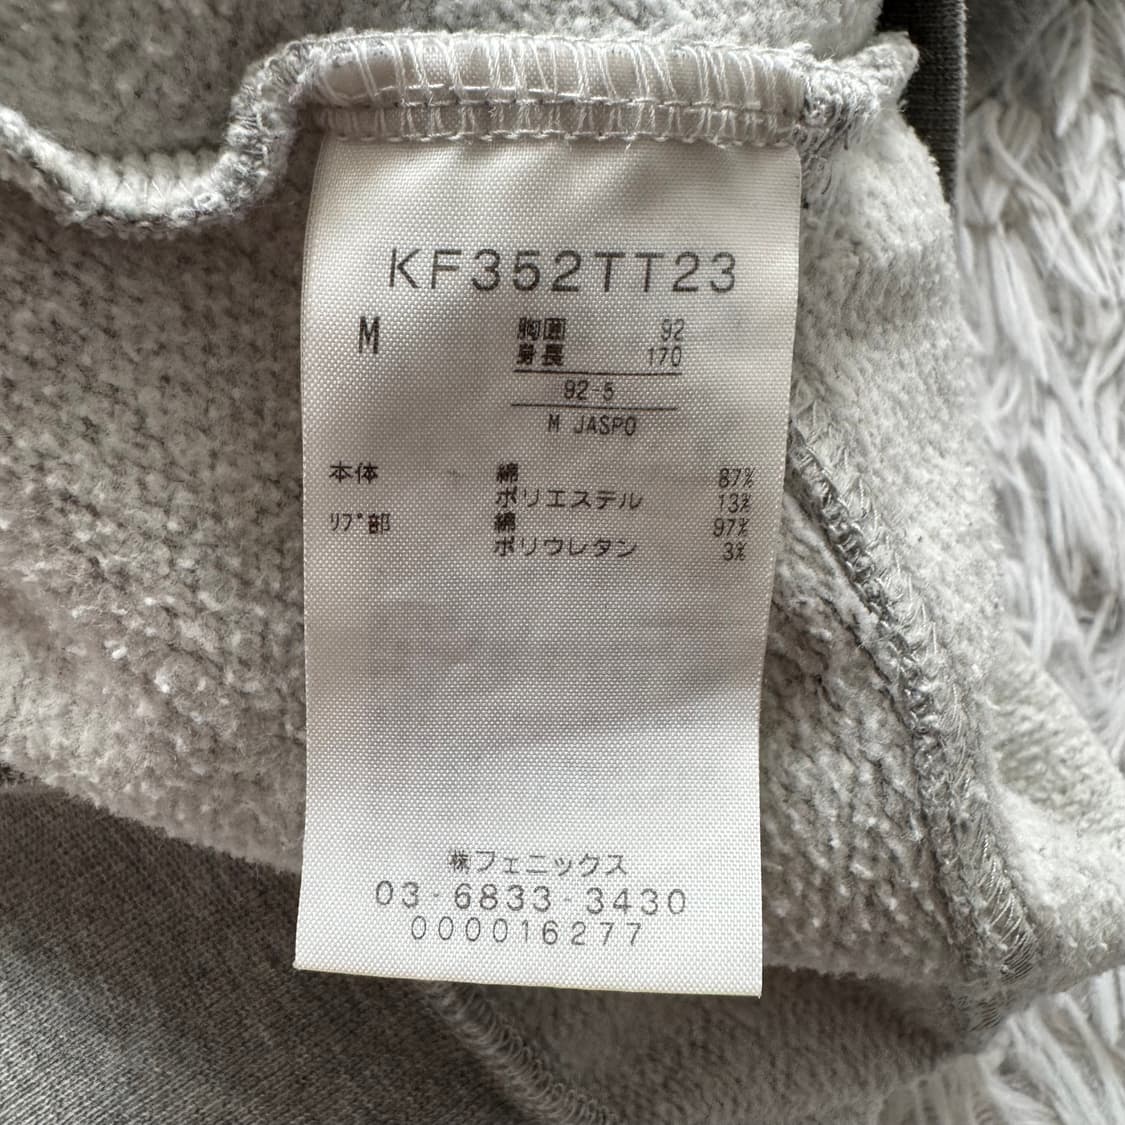 KF352TT23
M 胸囲 92
身長 170
92-5
M JASPO
本体 綿 87%
ポリエステル 13%
リブ部 綿 97%
ポリウレタン 3%
㈱フェニックス
03-6833-3430
0000016277